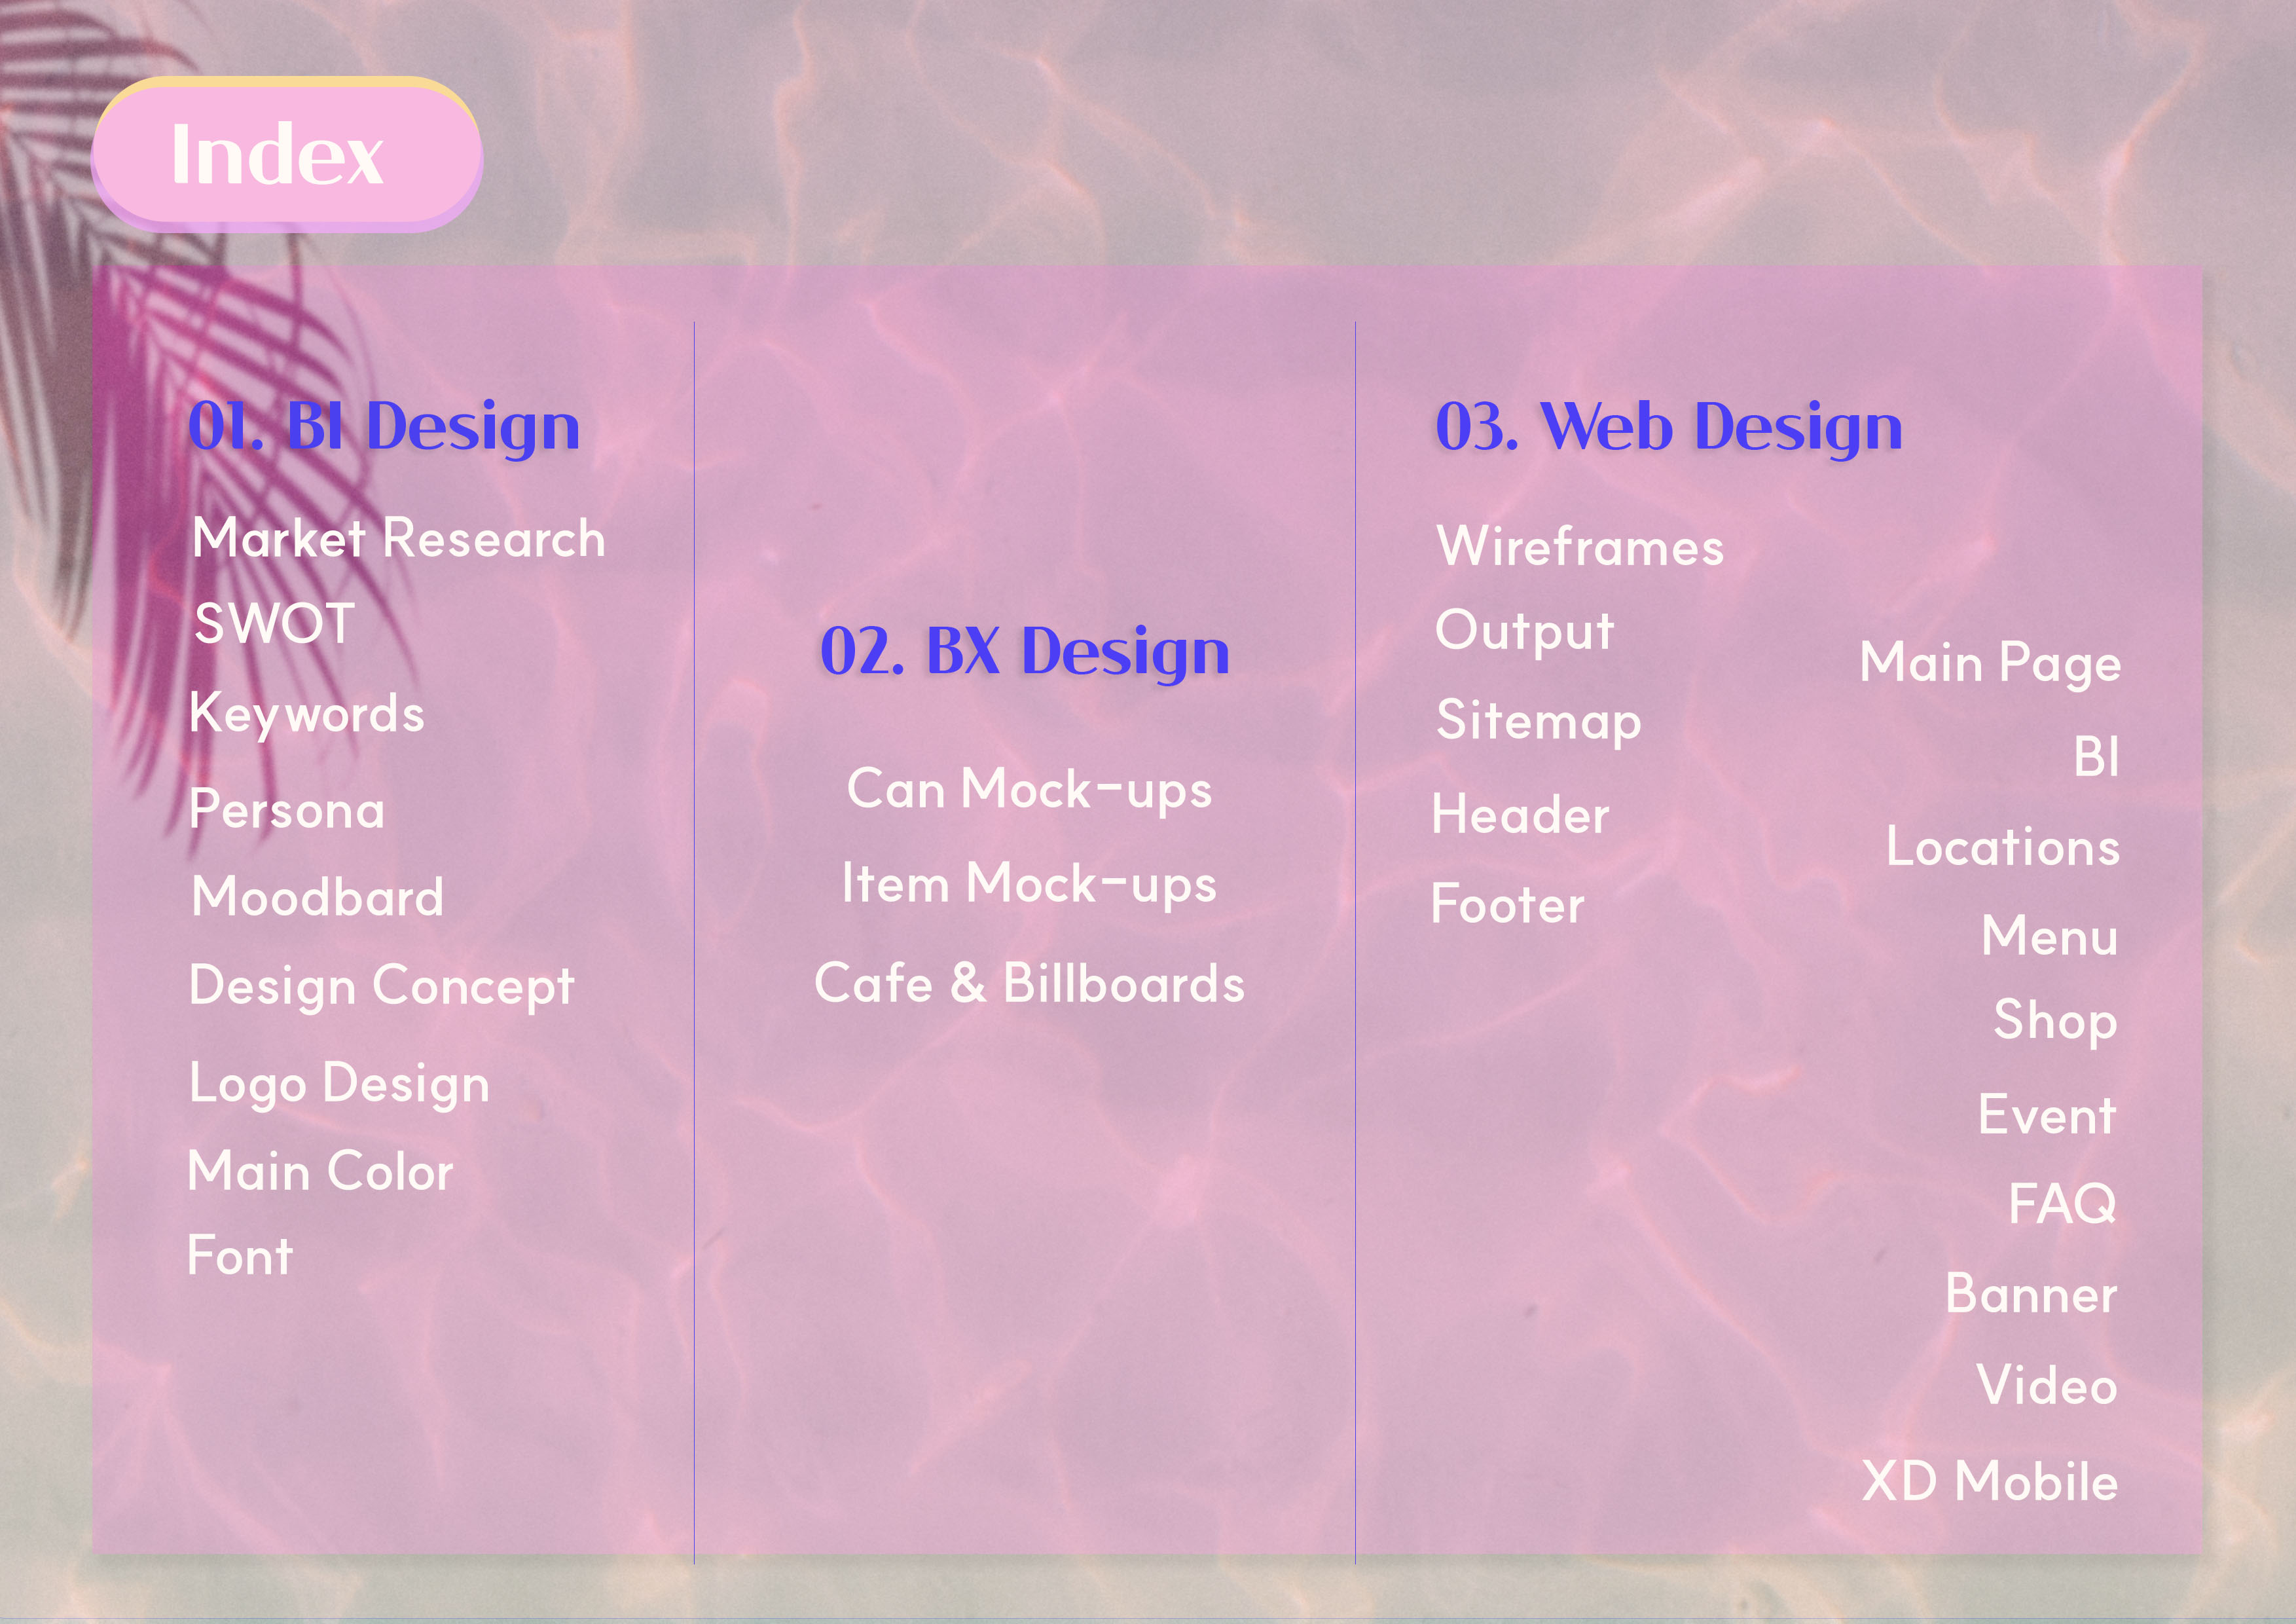 Index
01. BI Design
Market Research
SWOT
Keywords
Persona
Moodbard
Design Concept
Logo Design
Main Color
Font
02. BX Design
Can Mock-ups
Item Mock-ups
Cafe & Billboards
03. Web Design
Wireframes
Output
Sitemap
Header
Footer
Main Page
BI
Locations
Menu
Shop
Event
FAQ
Banner
Video
XD Mobile